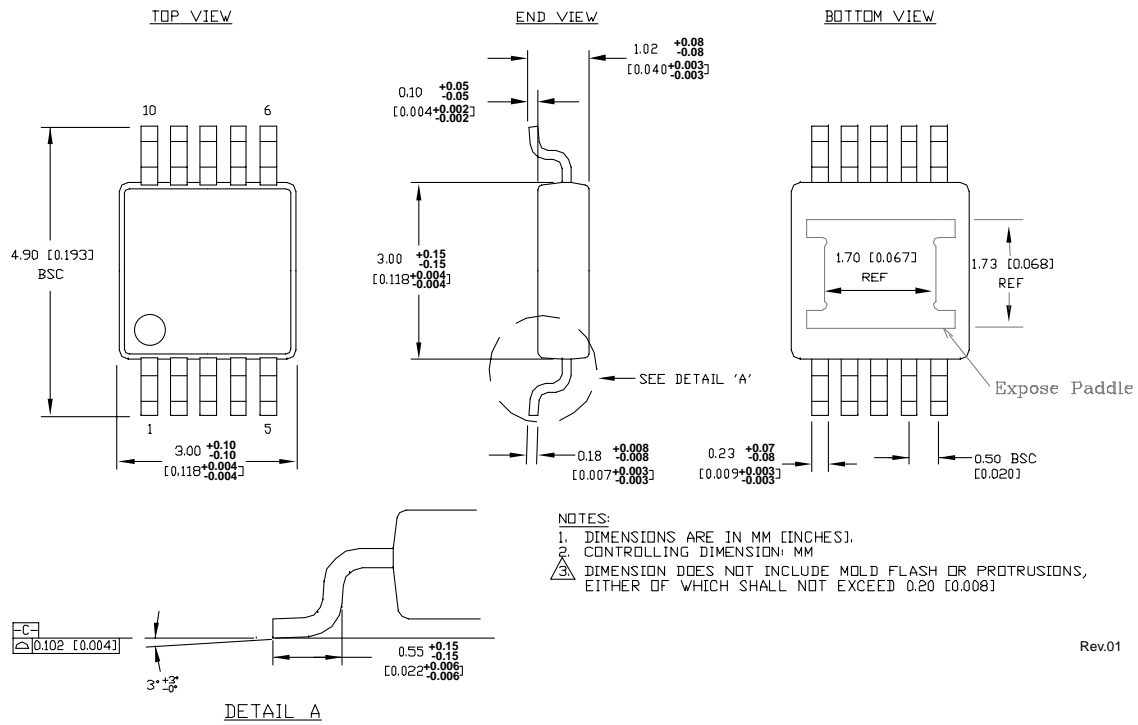 TOP VIEW
END VIEW
BOTTOM VIEW
1.02 +0.08 -0.08
[0.040+0.003 -0.003]
0.10 +0.05 -0.05
[0.004+0.002 -0.002]
10
6
4.90 [0.193]
BSC
3.00 +0.15 -0.15
[0.118+0.004 -0.004]
1.70 [0.067]
REF
1.73 [0.068]
REF
SEE DETAIL 'A'
Expose Paddle
1
5
3.00 +0.10 -0.10
[0.118+0.004 -0.004]
0.18 +0.008 -0.008
[0.007+0.003 -0.003]
0.23 +0.07 -0.08
[0.009+0.003 -0.003]
0.50 BSC
[0.020]
NOTES:
1. DIMENSIONS ARE IN MM [INCHES].
2. CONTROLLING DIMENSION: MM
3. DIMENSION DOES NOT INCLUDE MOLD FLASH OR PROTRUSIONS,
EITHER OF WHICH SHALL NOT EXCEED 0.20 [0.008]
-C-
0.102 [0.004]
3° +3° -0°
0.55 +0.15 -0.15
[0.022+0.006 -0.006]
Rev.01
DETAIL A